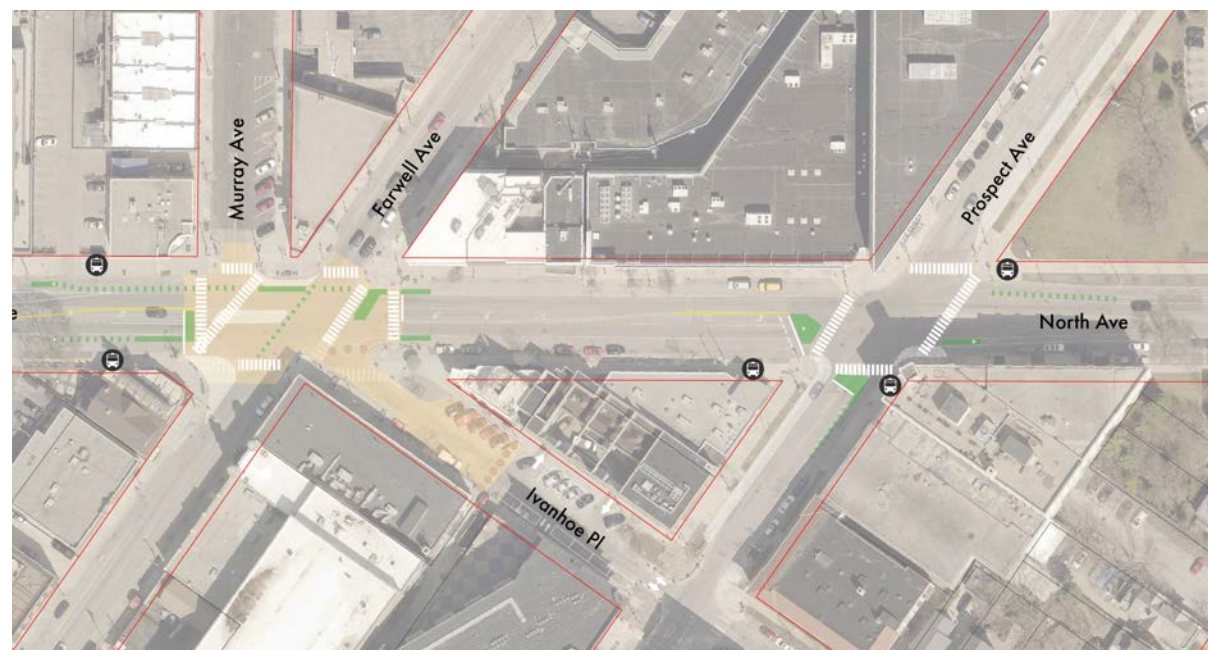 Murray Ave
Farwell Ave
Prospect Ave
e
North Ave
Ivanhoe Pl